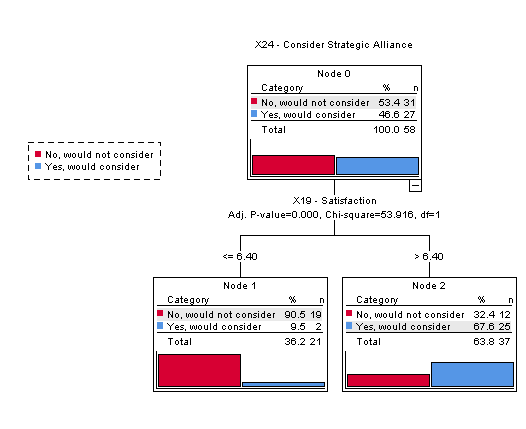 X24 - Consider Strategic Alliance
Node 0
Category % n
No, would not consider 53.4 31
Yes, would consider 46.6 27
Total 100.0 58
No, would not consider
Yes, would consider
X19 - Satisfaction
Adj. P-value=0.000, Chi-square=53.916, df=1
<= 6.40 > 6.40
Node 1
Category % n
No, would not consider 90.5 19
Yes, would consider 9.5 2
Total 36.2 21
Node 2
Category % n
No, would not consider 32.4 12
Yes, would consider 67.6 25
Total 63.8 37